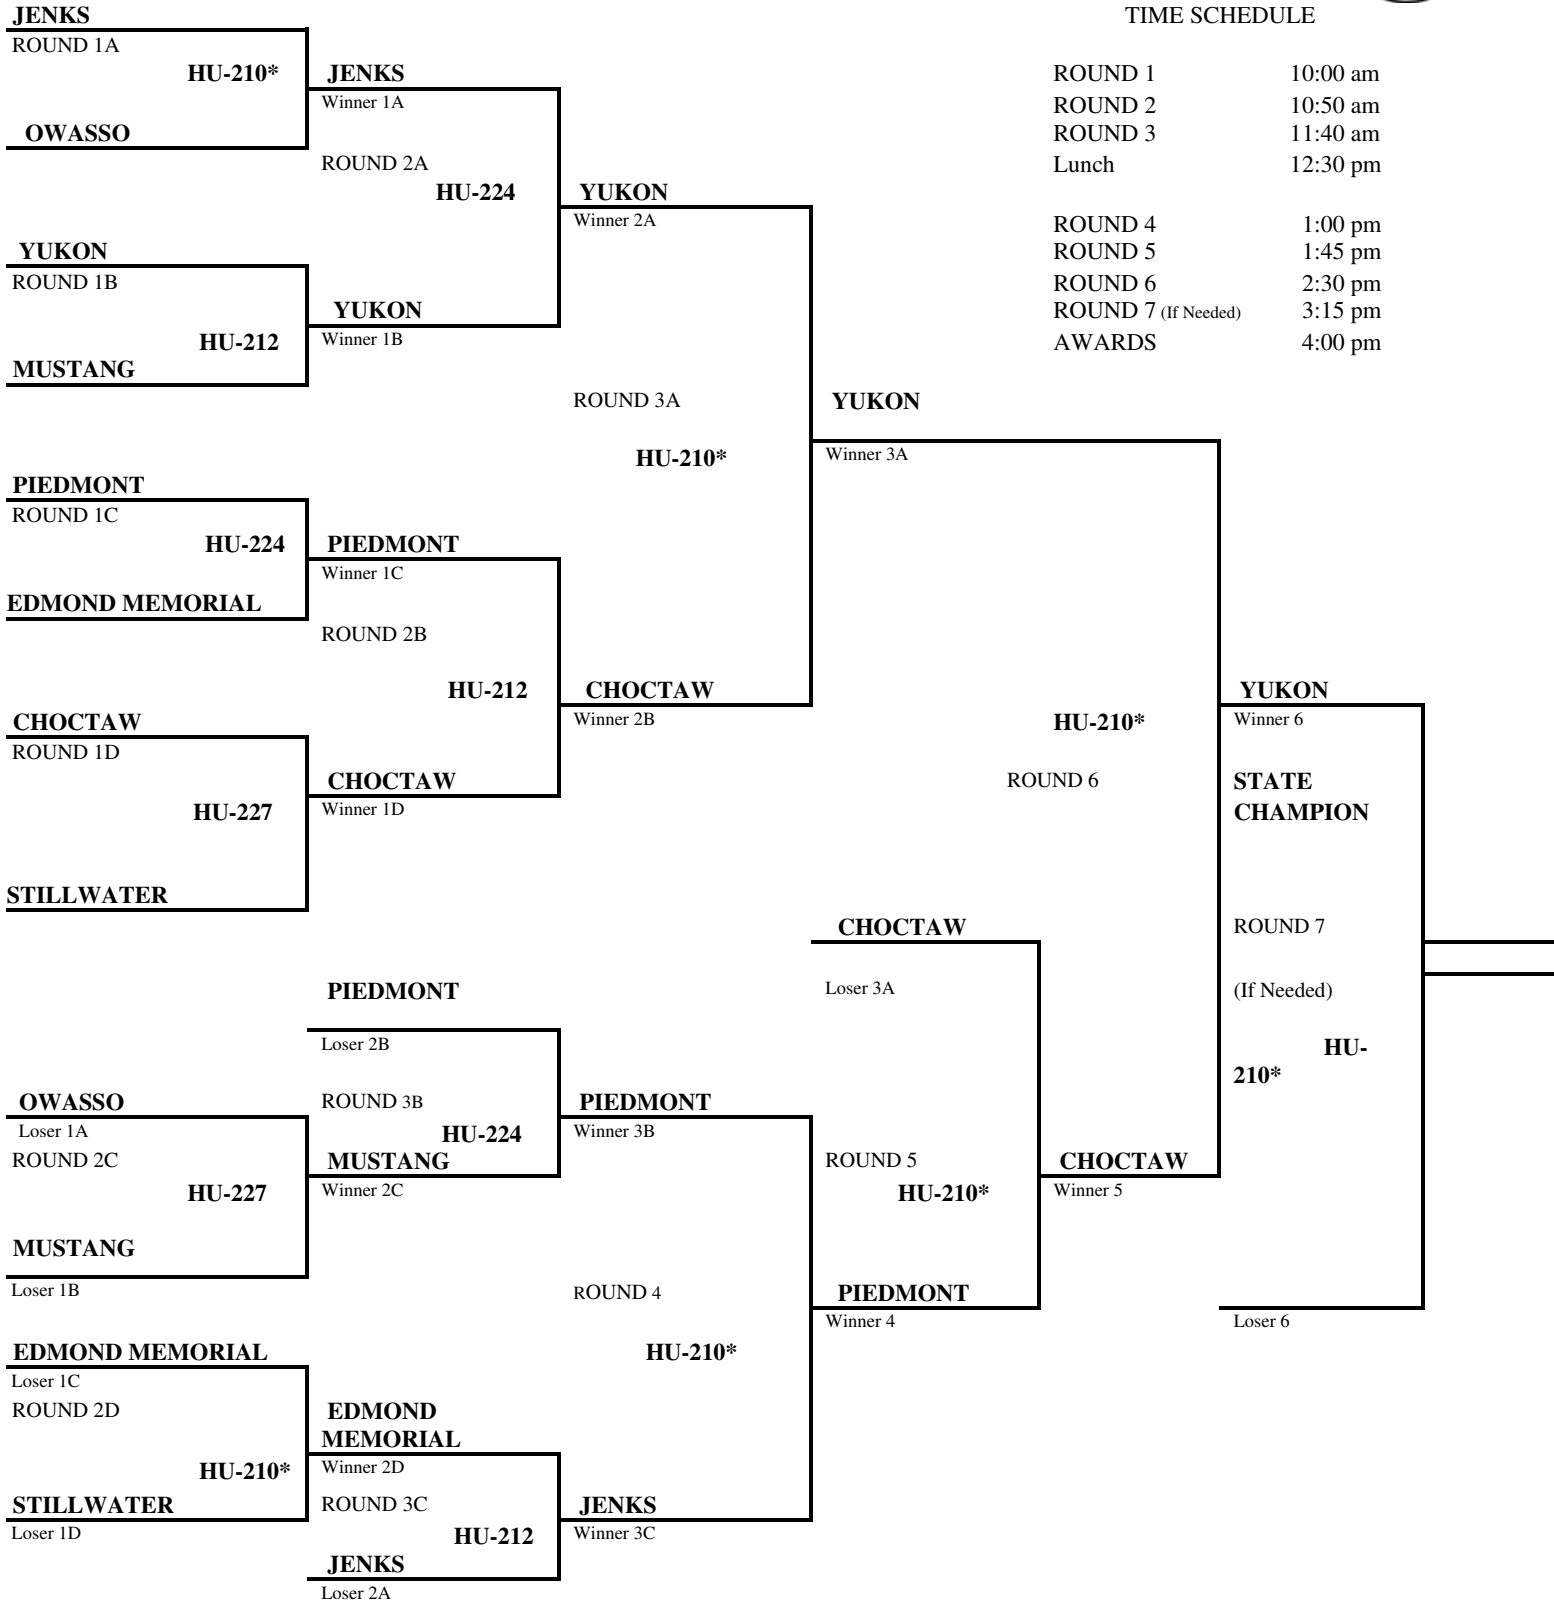 JENKS
ROUND 1A
HU-210*
OWASSO
YUKON
ROUND 1B
HU-212
MUSTANG
PIEDMONT
ROUND 1C
HU-224
EDMOND MEMORIAL
CHOCTAW
ROUND 1D
HU-227
STILLWATER
JENKS
Winner 1A
ROUND 2A
HU-224
YUKON
Winner 1B
PIEDMONT
Winner 1C
ROUND 2B
HU-212
CHOCTAW
Winner 1D
YUKON
Winner 2A
ROUND 3A
HU-210*
CHOCTAW
Winner 2B
YUKON
Winner 3A
TIME SCHEDULE
ROUND 1 10:00 am
ROUND 2 10:50 am
ROUND 3 11:40 am
Lunch 12:30 pm
ROUND 4 1:00 pm
ROUND 5 1:45 pm
ROUND 6 2:30 pm
ROUND 7 (If Needed) 3:15 pm
AWARDS 4:00 pm
HU-210*
ROUND 6
YUKON
Winner 6
STATE
CHAMPION
ROUND 7
(If Needed)
HU-
210*
Loser 6
OWASSO
Loser 1A
ROUND 2C
HU-227
MUSTANG
Loser 1B
EDMOND MEMORIAL
Loser 1C
ROUND 2D
HU-210*
STILLWATER
Loser 1D
PIEDMONT
Loser 2B
ROUND 3B
HU-224
MUSTANG
Winner 2C
EDMOND
MEMORIAL
Winner 2D
ROUND 3C
HU-212
JENKS
Loser 2A
PIEDMONT
Winner 3B
ROUND 4
HU-210*
JENKS
Winner 3C
CHOCTAW
Loser 3A
ROUND 5
HU-210*
PIEDMONT
Winner 4
CHOCTAW
Winner 5